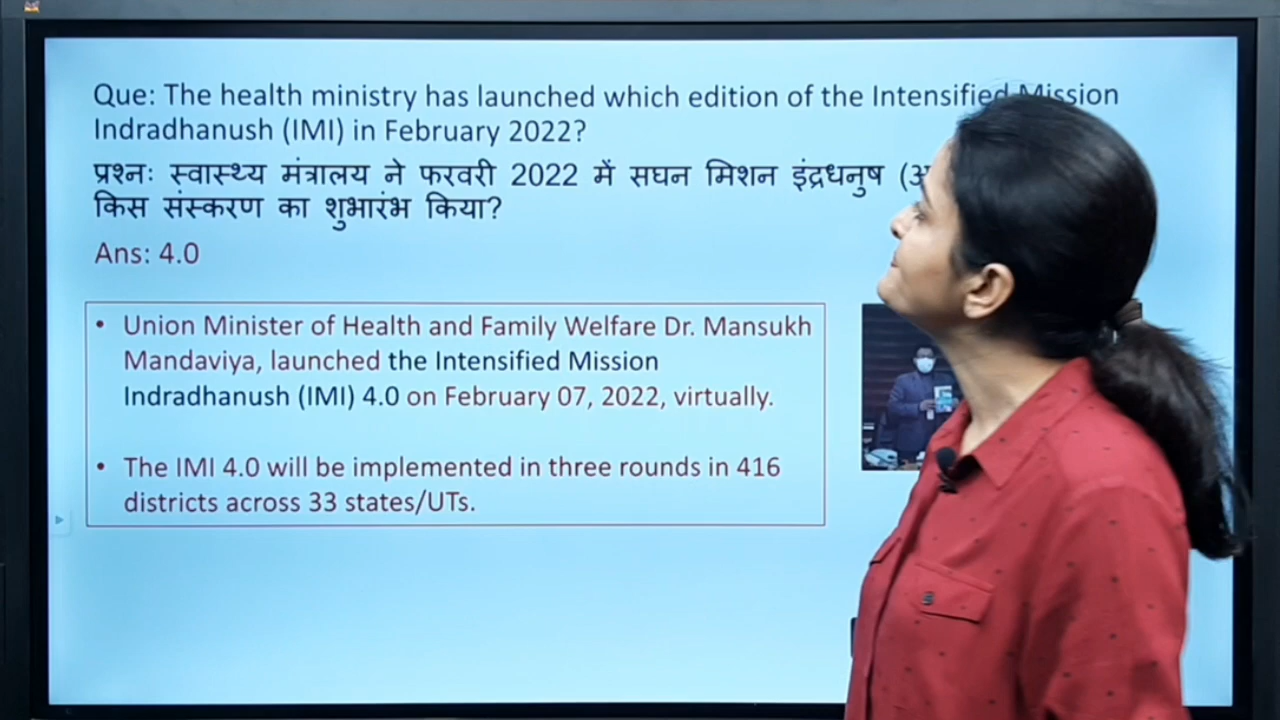 Que: The health ministry has launched which edition of the Intensified Mission
Indradhanush (IMI) in February 2022?
प्रश्नः स्वास्थ्य मंत्रालय ने फरवरी 2022 में सघन मिशन इंद्रधनुष
किस संस्करण का शुभारंभ किया?
Ans: 4.0
• Union Minister of Health and Family Welfare Dr. Mansukh
Mandaviya, launched the Intensified Mission
Indradhanush (IMI) 4.0 on February 07, 2022, virtually.
• The IMI 4.0 will be implemented in three rounds in 416
districts across 33 states/UTs.